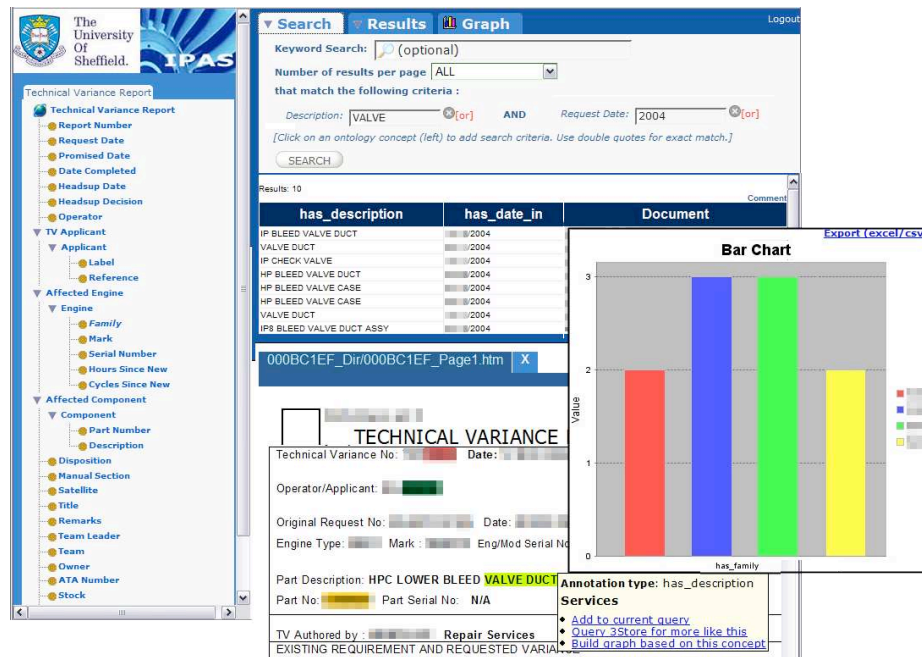 The
University
Of
Sheffield.
IPAS
Technical Variance Report
Technical Variance Report
Report Number
Request Date
Promised Date
Date Completed
Headsup Date
Headsup Decision
Operator
TV Applicant
Applicant
Label
Reference
Affected Engine
Engine
Family
Mark
Serial Number
Hours Since New
Cycles Since New
Affected Component
Component
Part Number
Description
Disposition
Manual Section
Satellite
Title
Remarks
Team Leader
Team
Owner
ATA Number
Stock
Search Results Graph Logout
Keyword Search: (optional)
Number of results per page ALL
that match the following criteria :
Description: VALVE [or] AND Request Date: 2004 [or]
[Click on an ontology concept (left) to add search criteria. Use double quotes for exact match.]
SEARCH
Results: 10
Comment
has_description has_date_in Document
IP BLEED VALVE DUCT /2004
VALVE DUCT /2004
IP CHECK VALVE /2004
HP BLEED VALVE DUCT /2004
HP BLEED VALVE CASE /2004
HP BLEED VALVE CASE /2004
VALVE DUCT /2004
IP8 BLEED VALVE DUCT ASSY /2004
Export (excel/csv
Bar Chart
3
2
1
0
Value
has_family
000BC1EF_Dir/000BC1EF_Page1.htm X
TECHNICAL VARIANCE
Technical Variance No: Date:
Operator/Applicant:
Original Request No: Date:
Engine Type: Mark : Eng/Mod Serial No
Part Description: HPC LOWER BLEED VALVE DUCT
Part No: Part Serial No: N/A
TV Authored by : Repair Services
EXISTING REQUIREMENT AND REQUESTED VARIANCE
Annotation type: has_description
Services
Add to current query
Query 3Store for more like this
Build graph based on this concept